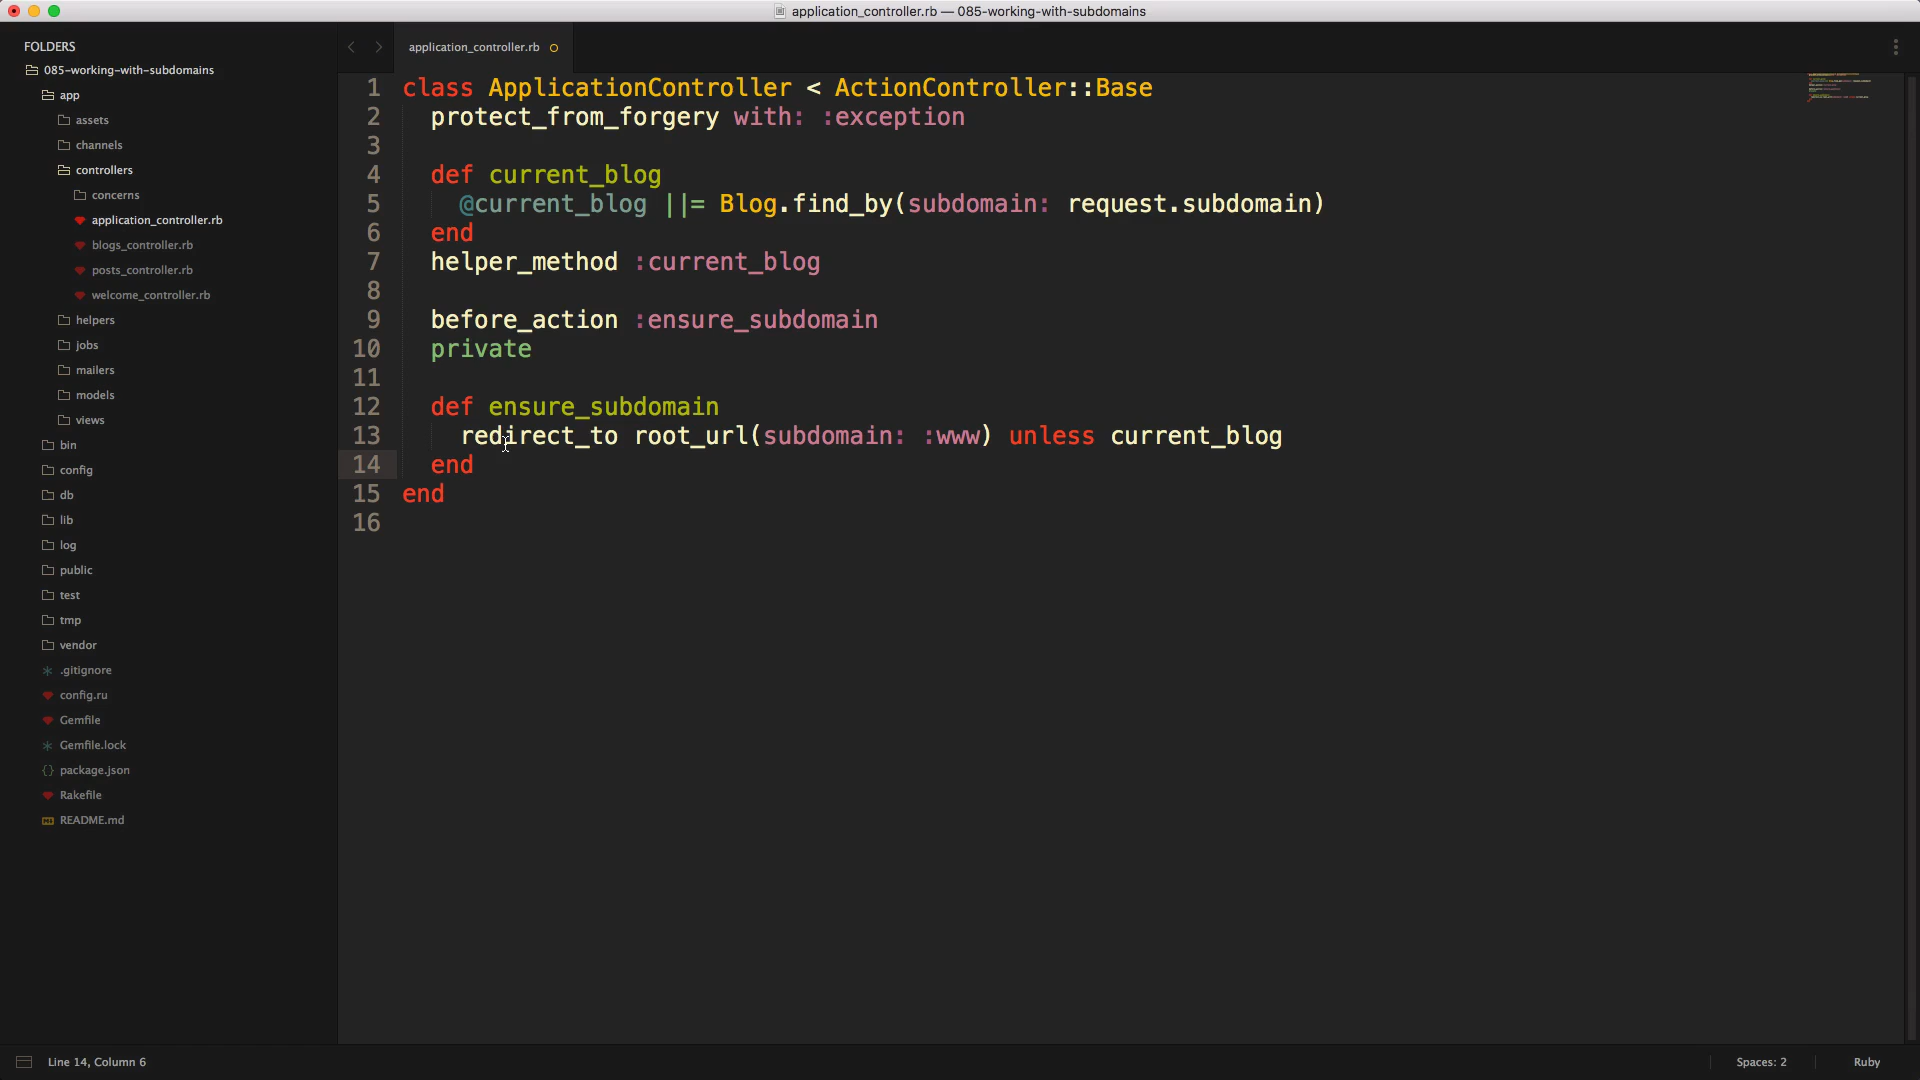 application_controller.rb — 085-working-with-subdomains
FOLDERS
085-working-with-subdomains
app
assets
channels
controllers
concerns
application_controller.rb
blogs_controller.rb
posts_controller.rb
welcome_controller.rb
helpers
jobs
mailers
models
views
bin
config
db
lib
log
public
test
tmp
vendor
.gitignore
config.ru
Gemfile
Gemfile.lock
package.json
Rakefile
README.md
application_controller.rb
1 class ApplicationController < ActionController::Base
2   protect_from_forgery with: :exception
3
4   def current_blog
5     @current_blog ||= Blog.find_by(subdomain: request.subdomain)
6   end
7   helper_method :current_blog
8
9   before_action :ensure_subdomain
10   private
11
12   def ensure_subdomain
13     redirect_to root_url(subdomain: :www) unless current_blog
14   end
15 end
16
Line 14, Column 6
Spaces: 2
Ruby